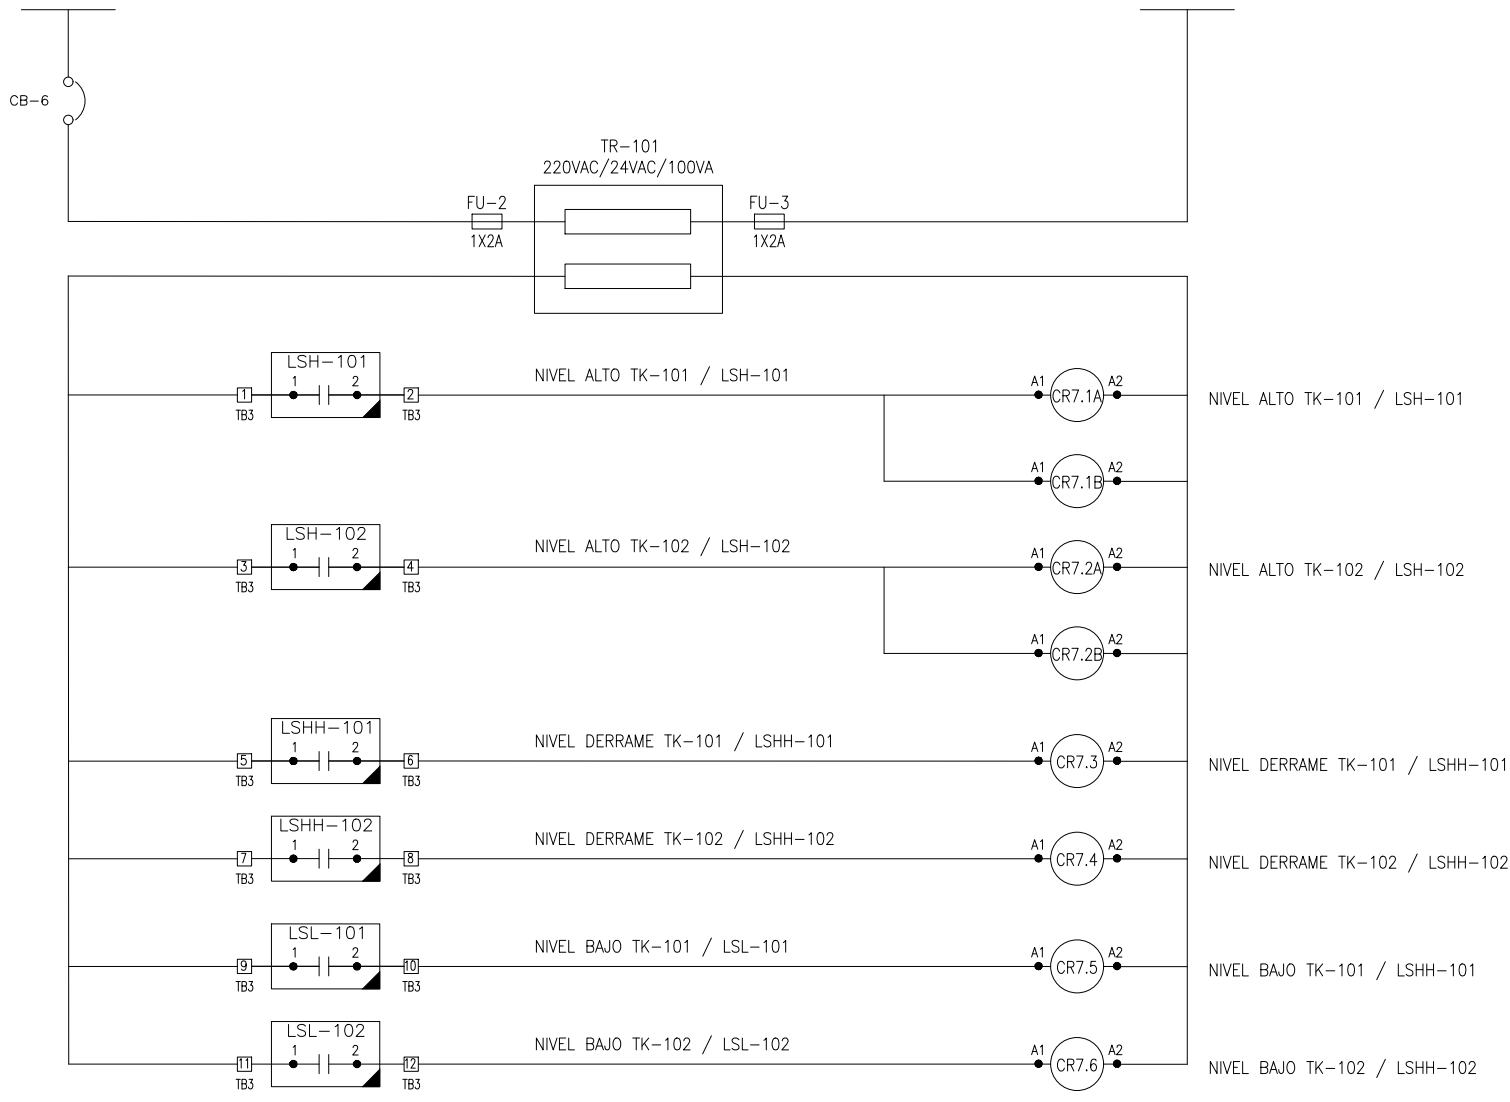 CB-6
TR-101
220VAC/24VAC/100VA
FU-2
1X2A
FU-3
1X2A
LSH-101
1 2
1
TB3
2
TB3
NIVEL ALTO TK-101 / LSH-101
A1 CR7.1A A2
NIVEL ALTO TK-101 / LSH-101
A1 CR7.1B A2
LSH-102
1 2
3
TB3
4
TB3
NIVEL ALTO TK-102 / LSH-102
A1 CR7.2A A2
NIVEL ALTO TK-102 / LSH-102
A1 CR7.2B A2
LSHH-101
1 2
5
TB3
6
TB3
NIVEL DERRAME TK-101 / LSHH-101
A1 CR7.3 A2
NIVEL DERRAME TK-101 / LSHH-101
LSHH-102
1 2
7
TB3
8
TB3
NIVEL DERRAME TK-102 / LSHH-102
A1 CR7.4 A2
NIVEL DERRAME TK-102 / LSHH-102
LSL-101
1 2
9
TB3
10
TB3
NIVEL BAJO TK-101 / LSL-101
A1 CR7.5 A2
NIVEL BAJO TK-101 / LSHH-101
LSL-102
1 2
11
TB3
12
TB3
NIVEL BAJO TK-102 / LSL-102
A1 CR7.6 A2
NIVEL BAJO TK-102 / LSHH-102